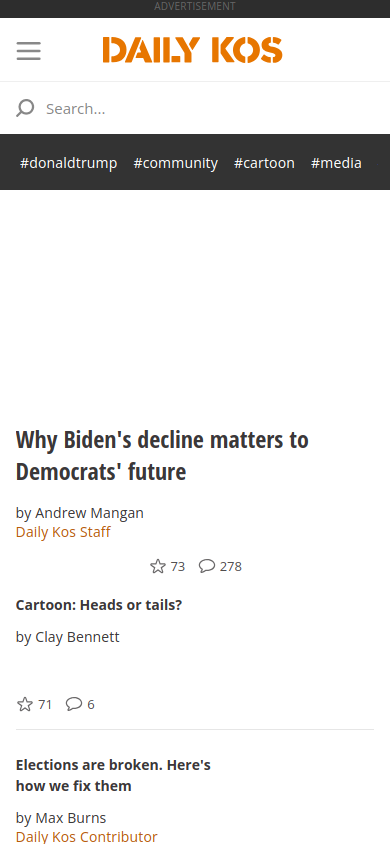 ADVERTISEMENT
DAILY KOS
Search...
#donaldtrump #community #cartoon #media
Why Biden's decline matters to
Democrats' future
by Andrew Mangan
Daily Kos Staff
73 278
Cartoon: Heads or tails?
by Clay Bennett
71 6
Elections are broken. Here's
how we fix them
by Max Burns
Daily Kos Contributor